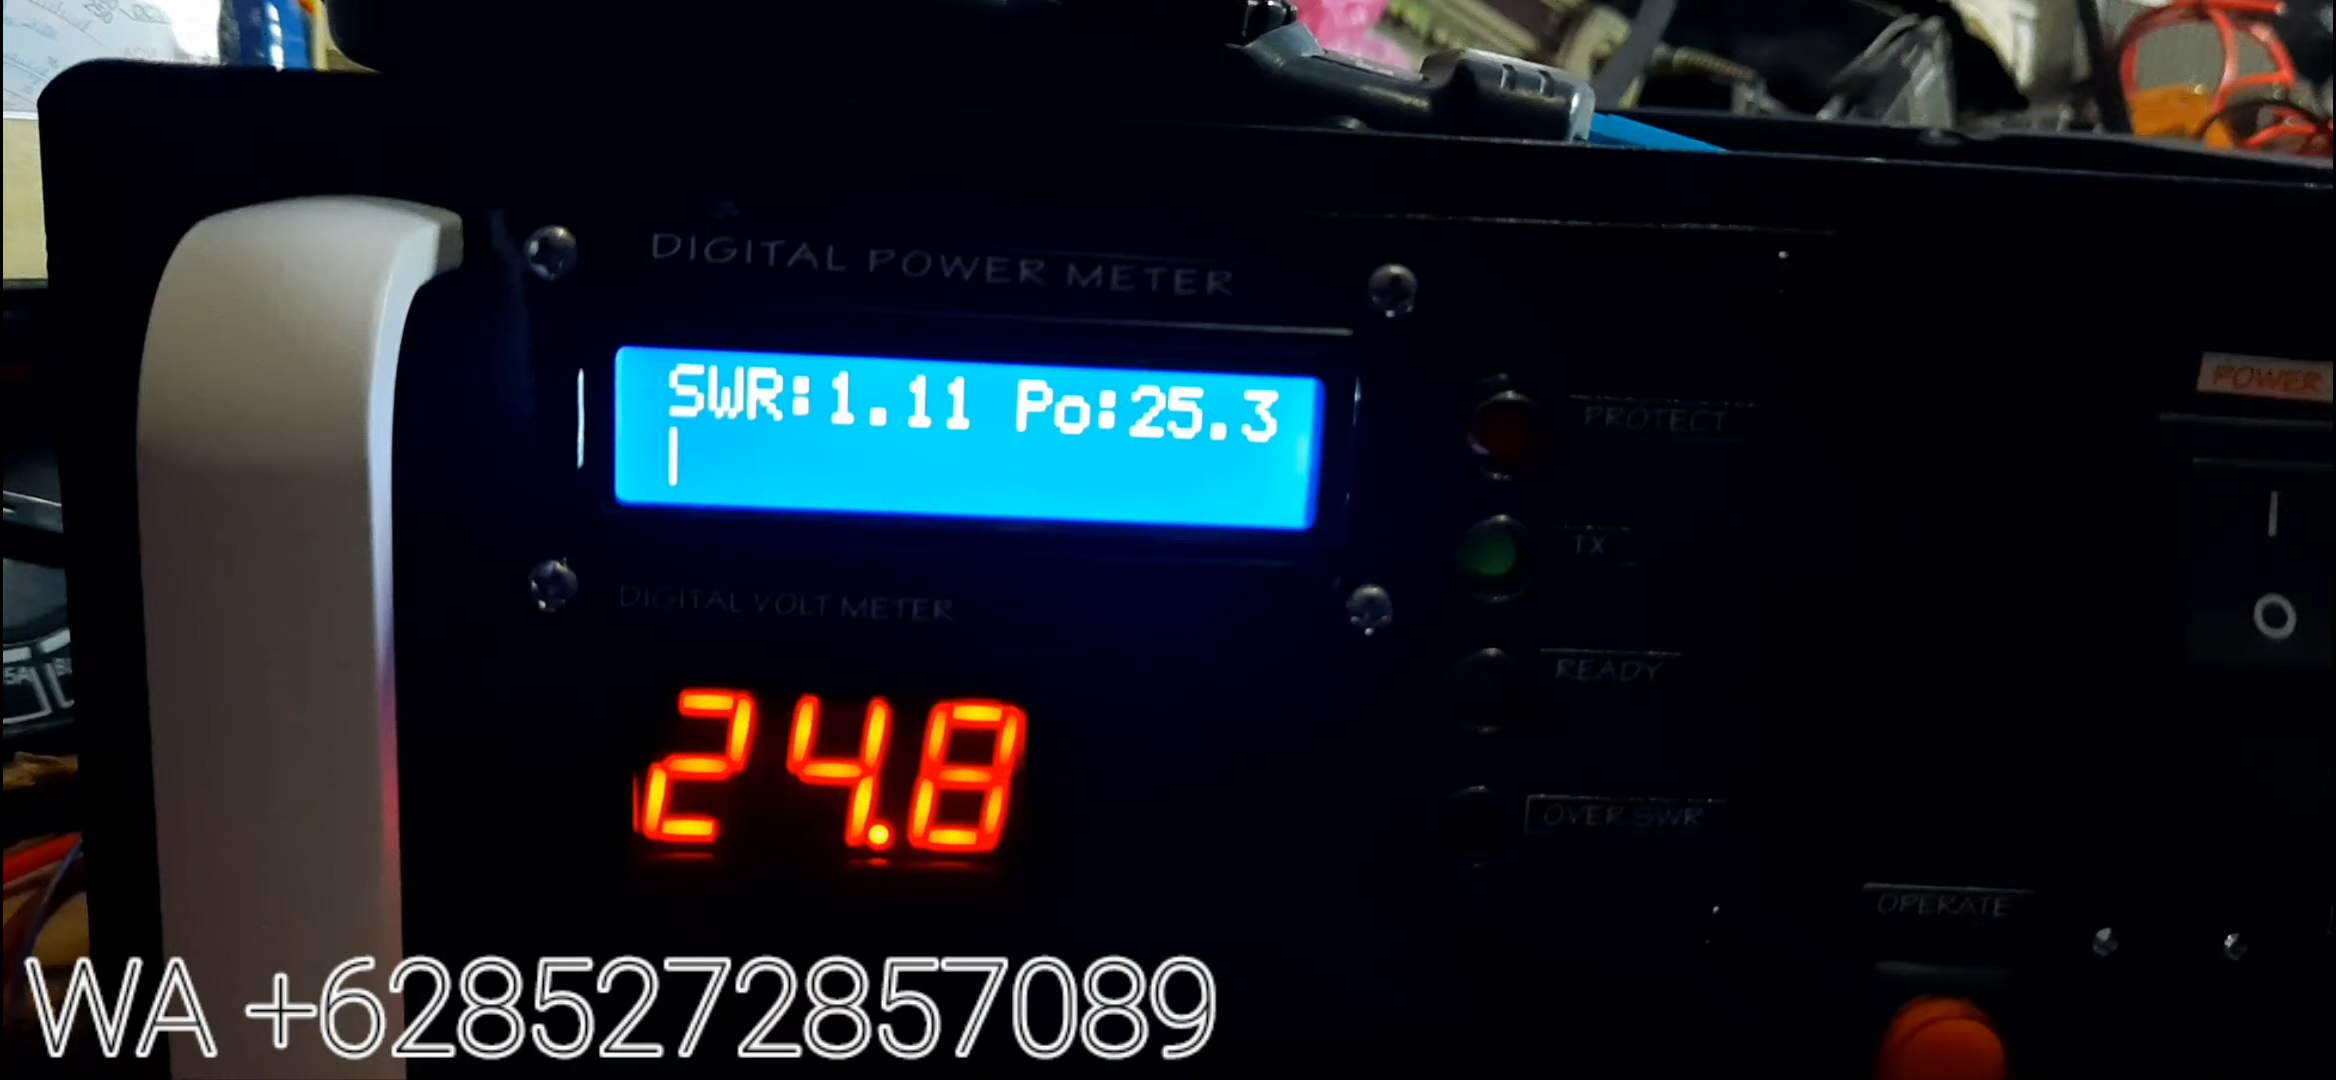 DIGITAL POWER METER
SWR:1.11 Po:25.3
DIGITAL VOLT METER
24.8
PROTECT
TX
READY
OVER SWR
OPERATE
POWER
I
O
WA +6285272857089